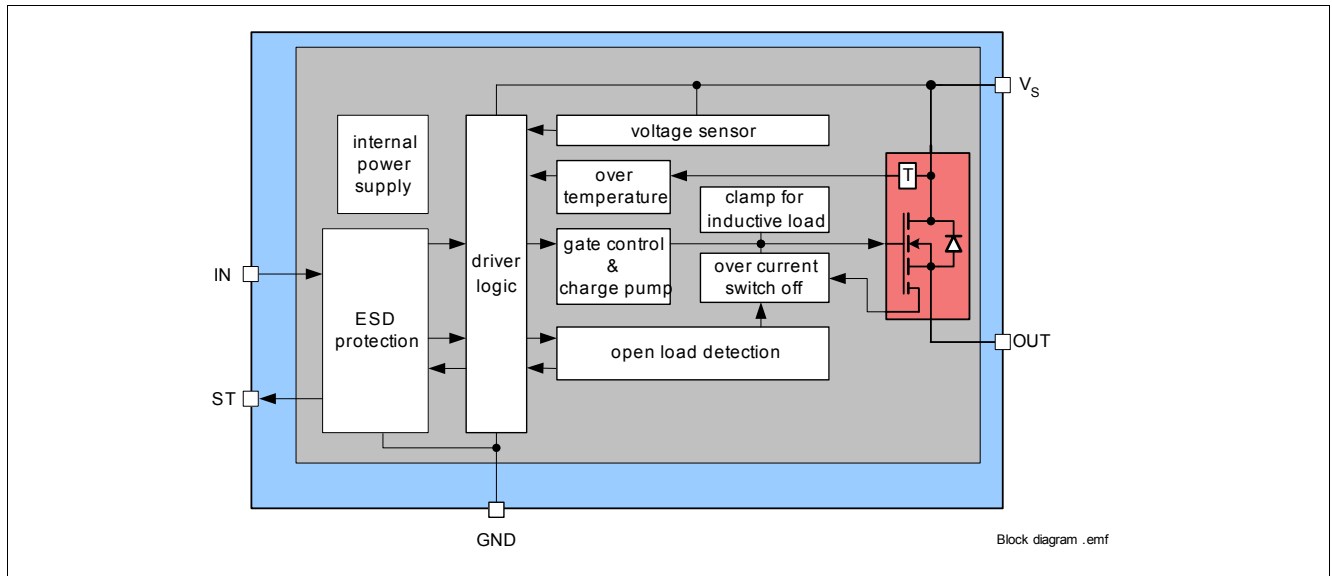 V_S
voltage sensor
internal
power
supply
over
temperature
T
clamp for
inductive load
IN
driver
logic
gate control
&
charge pump
over current
switch off
ESD
protection
open load detection
OUT
ST
GND
Block diagram .emf